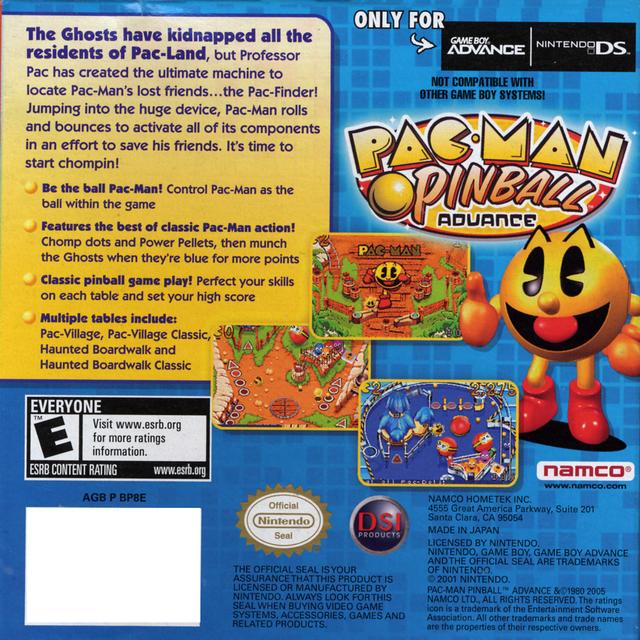 The Ghosts have kidnapped all the
residents of Pac-Land, but Professor
Pac has created the ultimate machine to
locate Pac-Man's lost friends...the Pac-Finder!
Jumping into the huge device, Pac-Man rolls
and bounces to activate all of its components
in an effort to save his friends. It's time to
start chompin!
Be the ball Pac-Man! Control Pac-Man as the
ball within the game
Features the best of classic Pac-Man action!
Chomp dots and Power Pellets, then munch
the Ghosts when they're blue for more points
Classic pinball game play! Perfect your skills
on each table and set your high score
Multiple tables include:
Pac-Village, Pac-Village Classic,
Haunted Boardwalk and
Haunted Boardwalk Classic
ONLY FOR
GAME BOY
ADVANCE
NINTENDO DS™
NOT COMPATIBLE WITH
OTHER GAME BOY SYSTEMS!
PAC-MAN
PINBALL
ADVANCE
PAC-MAN
EVERYONE
E
TM
Visit www.esrb.org
for more ratings
information.
ESRB CONTENT RATING www.esrb.org
AGB P BP8E
Official
Nintendo
Seal
DSI
PRODUCTS
THE OFFICIAL SEAL IS YOUR
ASSURANCE THAT THIS PRODUCT IS
LICENSED OR MANUFACTURED BY
NINTENDO. ALWAYS LOOK FOR THIS
SEAL WHEN BUYING VIDEO GAME
SYSTEMS, ACCESSORIES, GAMES AND
RELATED PRODUCTS.
namco®
www.namco.com
NAMCO HOMETEK INC.
4555 Great America Parkway, Suite 201
Santa Clara, CA 95054
MADE IN JAPAN
LICENSED BY NINTENDO.
NINTENDO, GAME BOY, GAME BOY ADVANCE
AND THE OFFICIAL SEAL ARE TRADEMARKS
OF NINTENDO.
© 2001 NINTENDO.
PAC-MAN PINBALL™ ADVANCE &©1980 2005
NAMCO LTD., ALL RIGHTS RESERVED. The ratings
icon is a trademark of the Entertainment Software
Association. All other trademarks and trade names
are the properties of their respective owners.